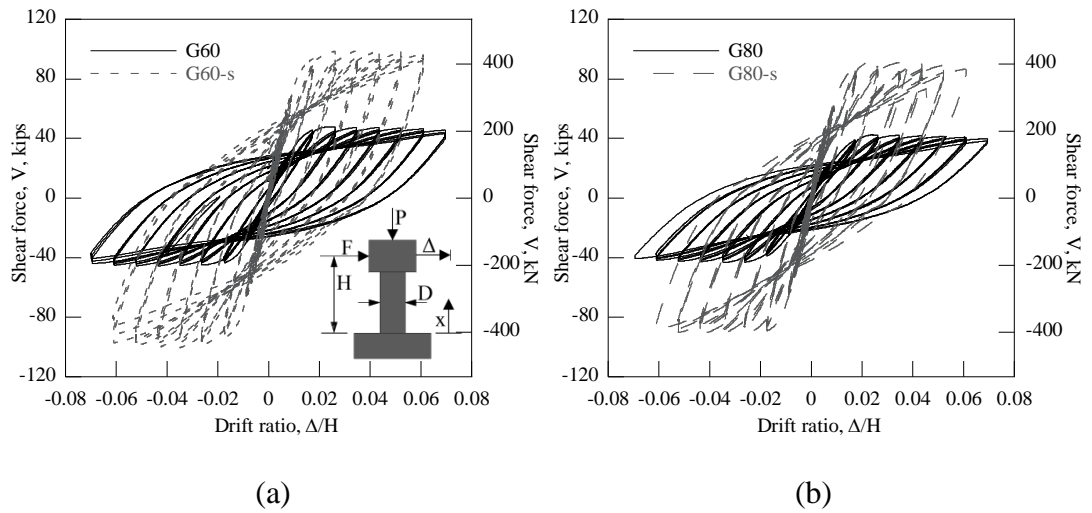 120
80
40
0
-40
-80
-120
Shear force, V, kips
G60
G60-s
400
200
0
-200
-400
Shear force, V, kN
P
F
Δ
H
D
x
-0.08 -0.06 -0.04 -0.02 0 0.02 0.04 0.06 0.08
Drift ratio, Δ/H
(a)
120
80
40
0
-40
-80
-120
Shear force, V, kips
G80
G80-s
400
200
0
-200
-400
Shear force, V, kN
-0.08 -0.06 -0.04 -0.02 0 0.02 0.04 0.06 0.08
Drift ratio, Δ/H
(b)